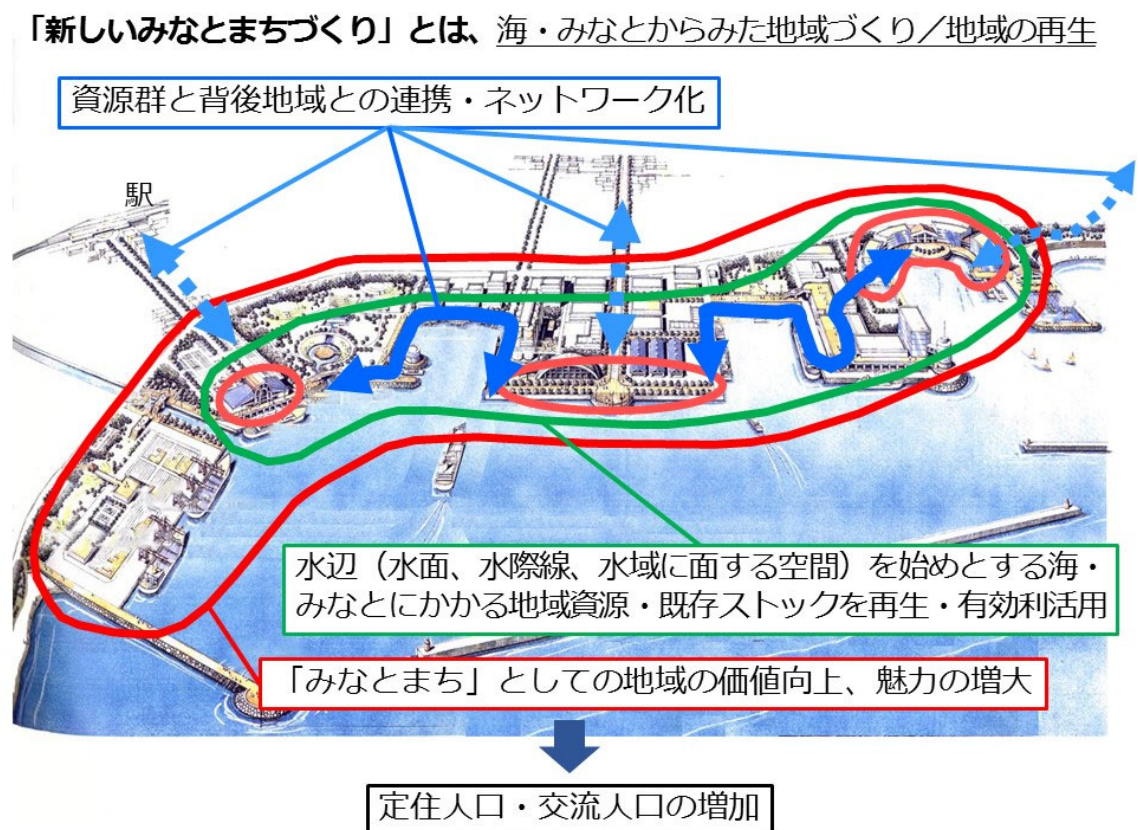 「新しいみなとまちづくり」とは、海・みなとからみた地域づくり／地域の再生
資源群と背後地域との連携・ネットワーク化
駅
水辺（水面、水際線、水域に面する空間）を始めとする海・
みなとにかかる地域資源・既存ストックを再生・有効利活用
「みなとまち」としての地域の価値向上、魅力の増大
定住人口・交流人口の増加